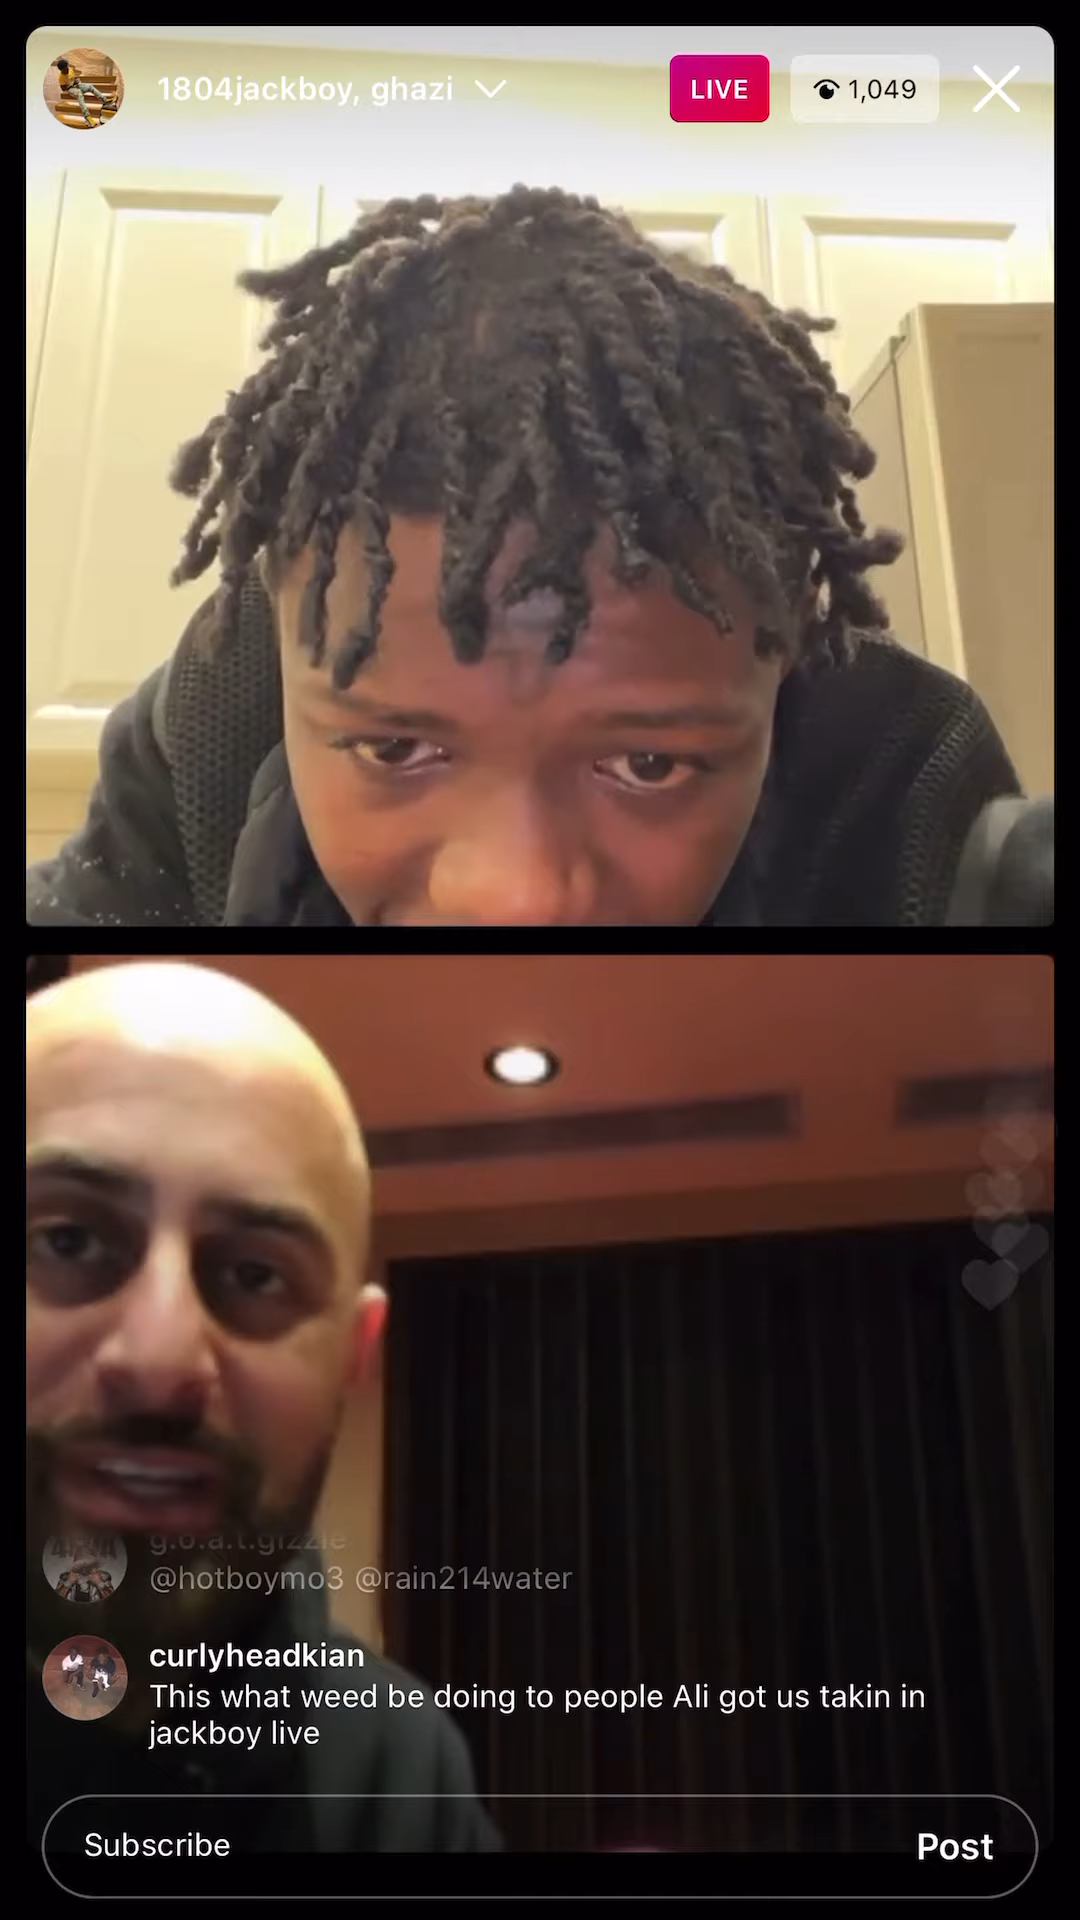 1804jackboy, ghazi
LIVE
1,049
g.o.a.t.gizzle
@hotboymo3 @rain214water
curlyheadkian
This what weed be doing to people Ali got us takin in
jackboy live
Subscribe
Post